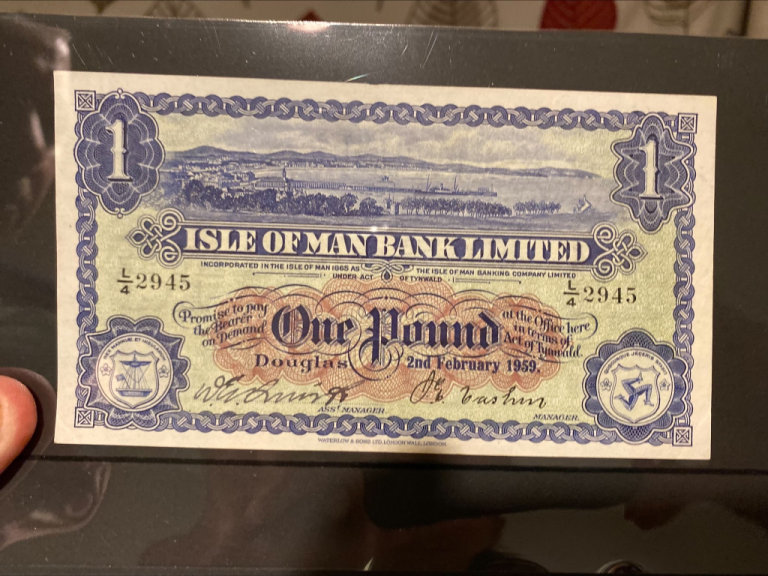 1
1
ISLE OF MAN BANK LIMITED
INCORPORATED IN THE ISLE OF MAN 1865 AS THE ISLE OF MAN BANKING COMPANY LIMITED
UNDER ACT OF TYNWALD
L/4 2945
L/4 2945
Promise to pay
the Bearer
on Demand
One Pound
at the Office here
in terms of
Act of Tynwald.
Douglas 2nd February 1959.
ASST MANAGER.
MANAGER.
WATERLOW & SONS LTD, LONDON WALL, LONDON